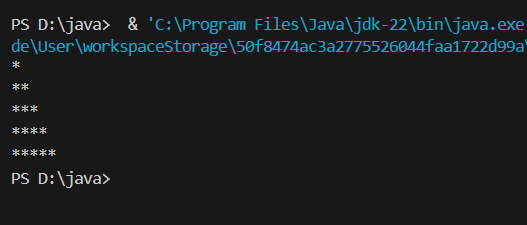 PS D:\java>  & 'C:\Program Files\Java\jdk-22\bin\java.exe
de\User\workspaceStorage\50f8474ac3a2775526044faa1722d99a\
*
**
***
****
*****
PS D:\java>